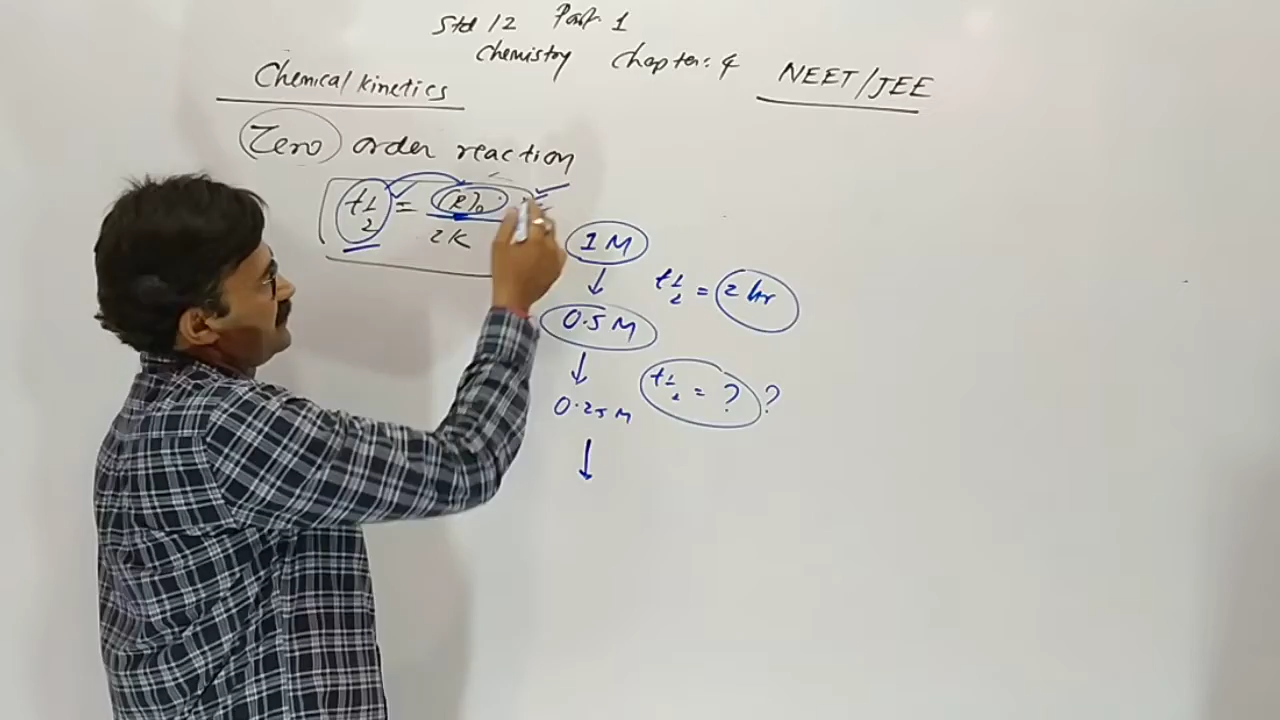 Std 12 Part 1
Chemistry Chapter: 4
NEET/JEE
Chemical kinetics
Zero order reaction
t1/2 = [R]0
2K
1 M
↓
t1/2 = 2 hr
0.5 M
↓
t1/2 = ? ?
0.25 M
↓